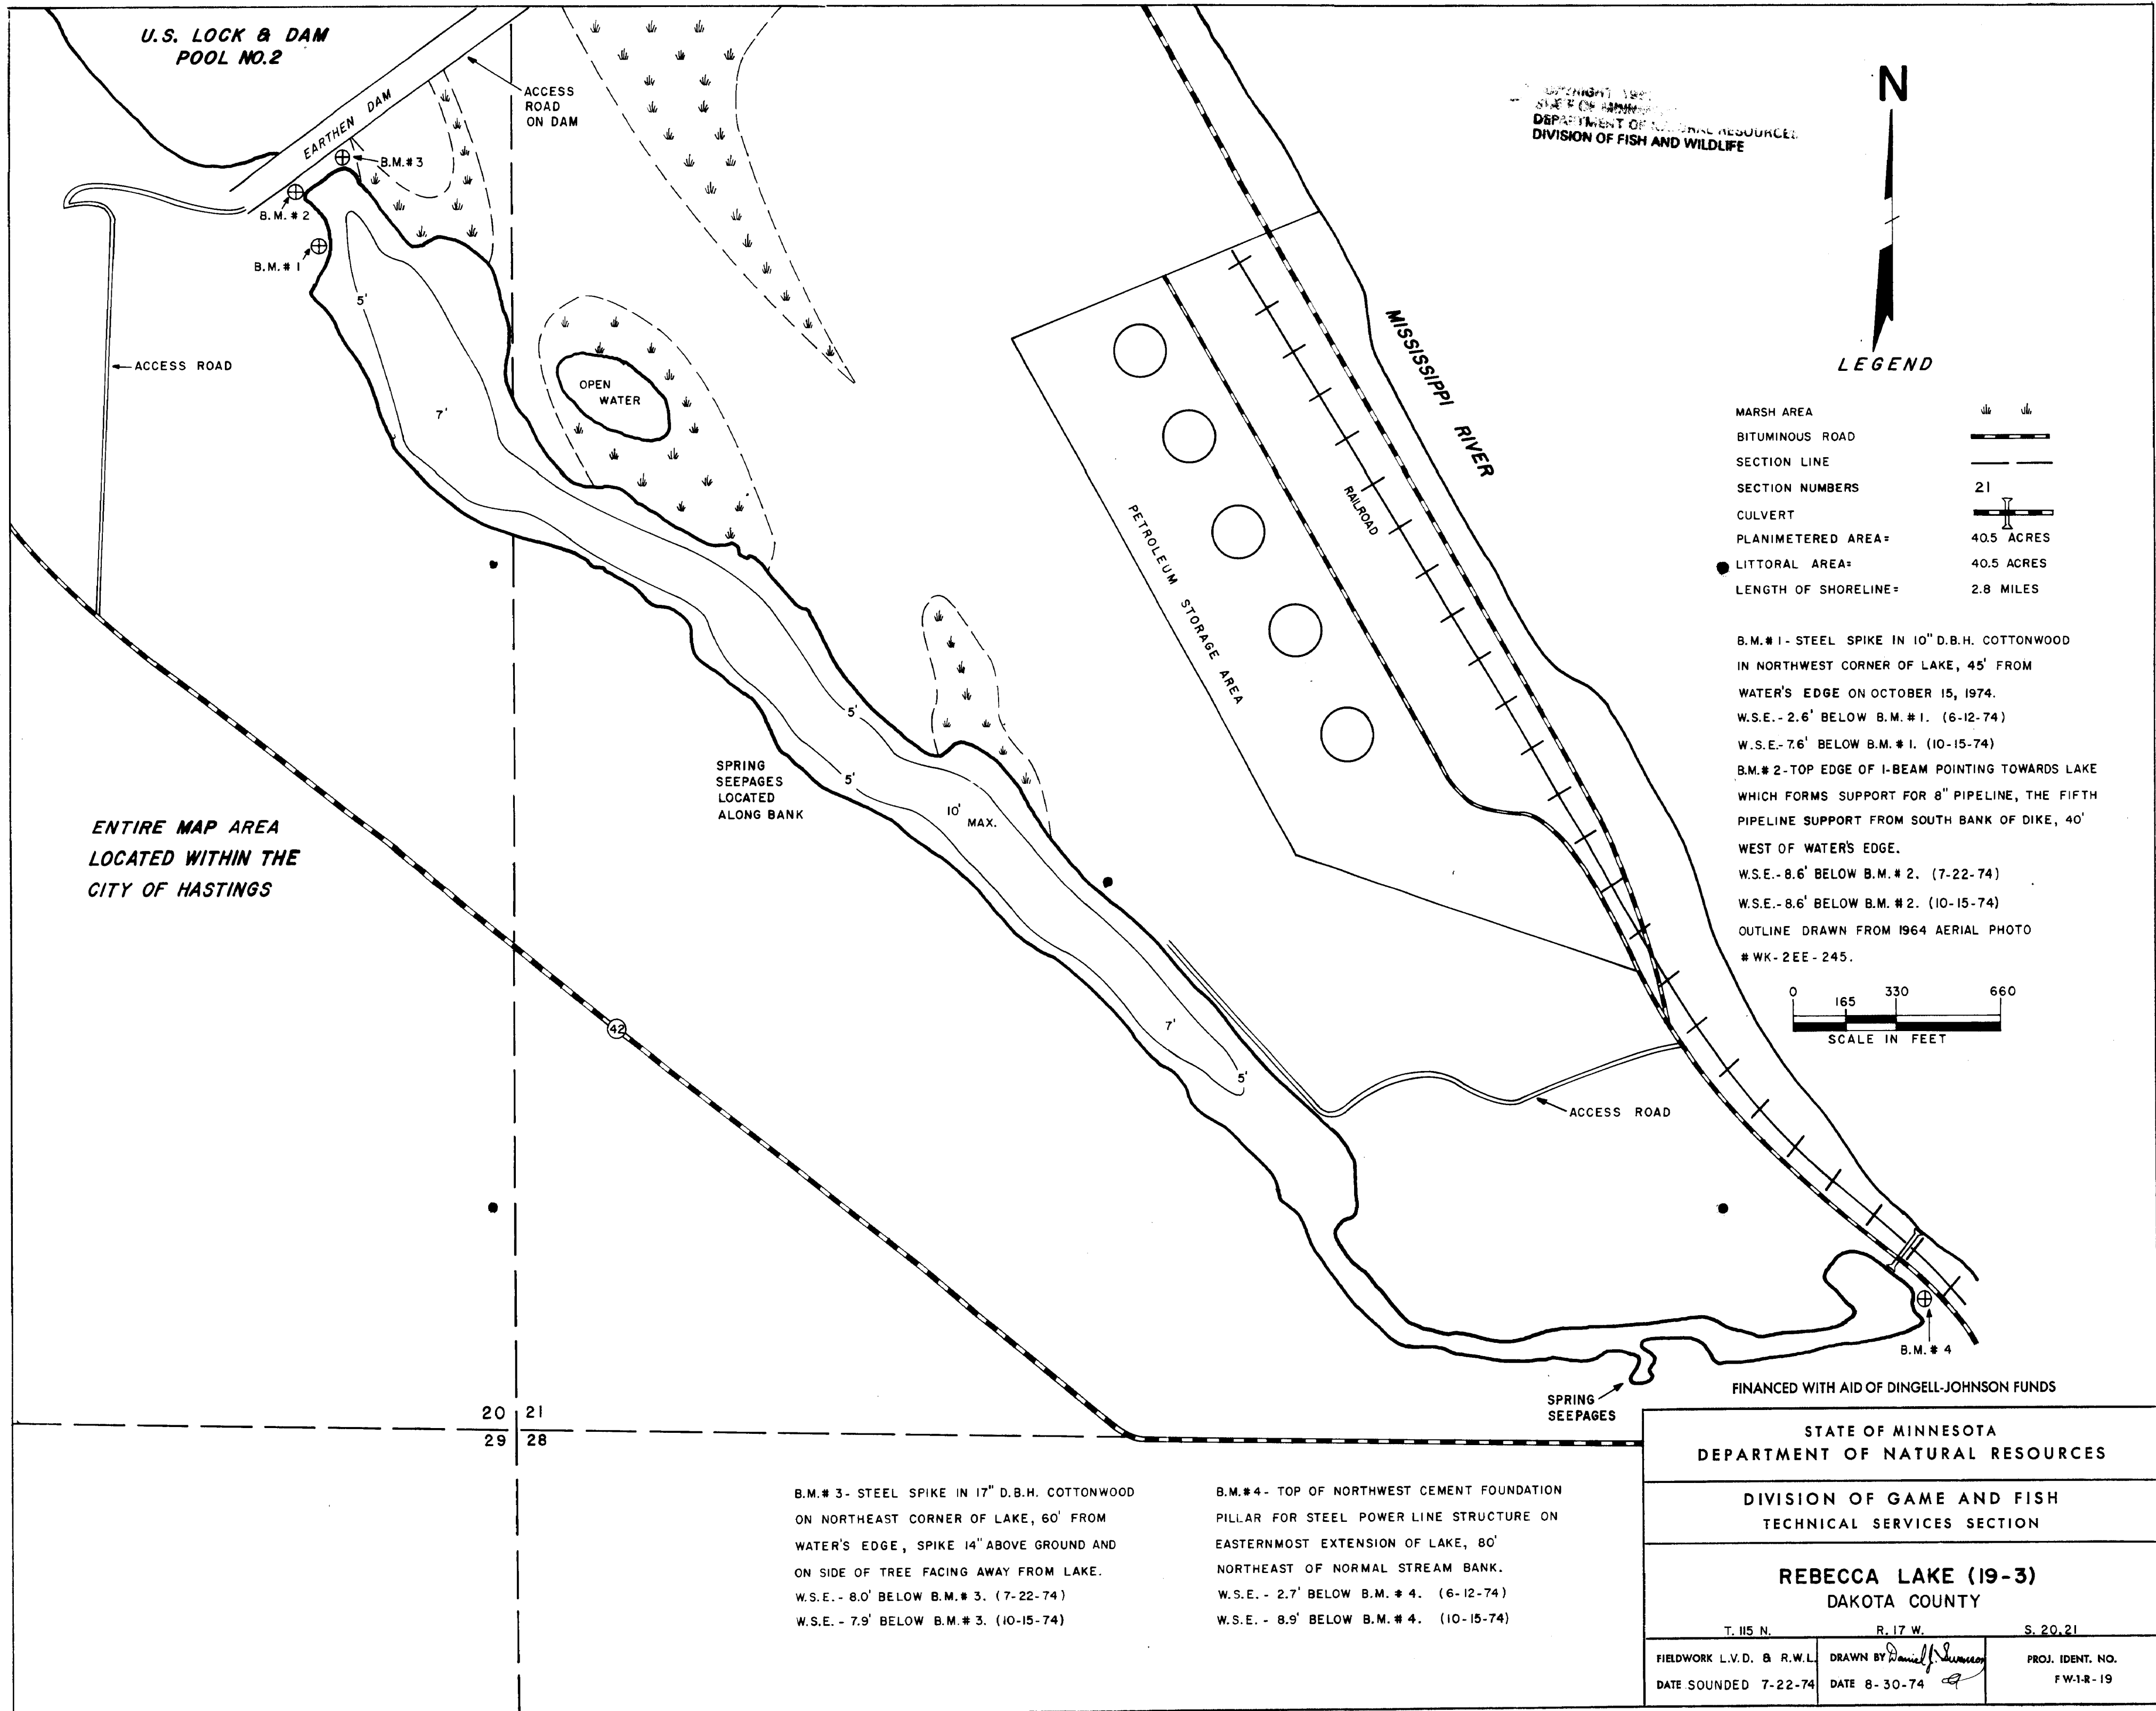 U.S. LOCK & DAM
POOL NO.2
ACCESS
ROAD
ON DAM
EARTHEN DAM
B.M.#3
B.M.#2
B.M.#1
5'
7'
ACCESS ROAD
OPEN
WATER
DEPARTMENT OF NATURAL RESOURCES
DIVISION OF FISH AND WILDLIFE
N
MISSISSIPPI RIVER
RAILROAD
PETROLEUM STORAGE AREA
LEGEND
MARSH AREA
BITUMINOUS ROAD
SECTION LINE
SECTION NUMBERS 21
CULVERT
PLANIMETERED AREA= 40.5 ACRES
LITTORAL AREA= 40.5 ACRES
LENGTH OF SHORELINE= 2.8 MILES
B.M.#1- STEEL SPIKE IN 10" D.B.H. COTTONWOOD
IN NORTHWEST CORNER OF LAKE, 45' FROM
WATER'S EDGE ON OCTOBER 15, 1974.
W.S.E.- 2.6' BELOW B.M.#1. (6-12-74)
W.S.E.-7.6' BELOW B.M.#1. (10-15-74)
B.M.#2-TOP EDGE OF I-BEAM POINTING TOWARDS LAKE
WHICH FORMS SUPPORT FOR 8" PIPELINE, THE FIFTH
PIPELINE SUPPORT FROM SOUTH BANK OF DIKE, 40'
WEST OF WATER'S EDGE.
W.S.E.-8.6' BELOW B.M.#2. (7-22-74)
W.S.E.-8.6' BELOW B.M.#2. (10-15-74)
OUTLINE DRAWN FROM 1964 AERIAL PHOTO
#WK-2EE-245.
0 165 330 660
SCALE IN FEET
5'
5'
SPRING
SEEPAGES
LOCATED
ALONG BANK
10'
MAX.
ENTIRE MAP AREA
LOCATED WITHIN THE
CITY OF HASTINGS
42
7'
5'
ACCESS ROAD
B.M.#4
SPRING
SEEPAGES
20 21
29 28
FINANCED WITH AID OF DINGELL-JOHNSON FUNDS
B.M.#3- STEEL SPIKE IN 17" D.B.H. COTTONWOOD
ON NORTHEAST CORNER OF LAKE, 60' FROM
WATER'S EDGE, SPIKE 14" ABOVE GROUND AND
ON SIDE OF TREE FACING AWAY FROM LAKE.
W.S.E.- 8.0' BELOW B.M.#3. (7-22-74)
W.S.E.- 7.9' BELOW B.M.#3. (10-15-74)
B.M.#4- TOP OF NORTHWEST CEMENT FOUNDATION
PILLAR FOR STEEL POWER LINE STRUCTURE ON
EASTERNMOST EXTENSION OF LAKE, 80'
NORTHEAST OF NORMAL STREAM BANK.
W.S.E.- 2.7' BELOW B.M.#4. (6-12-74)
W.S.E.- 8.9' BELOW B.M.#4. (10-15-74)
STATE OF MINNESOTA
DEPARTMENT OF NATURAL RESOURCES
DIVISION OF GAME AND FISH
TECHNICAL SERVICES SECTION
REBECCA LAKE (19-3)
DAKOTA COUNTY
T. 115 N. R. 17 W. S. 20,21
FIELDWORK L.V.D. & R.W.L.
DATE SOUNDED 7-22-74
DRAWN BY Daniel J. Swanson
DATE 8-30-74
PROJ. IDENT. NO.
FW-1-R-19